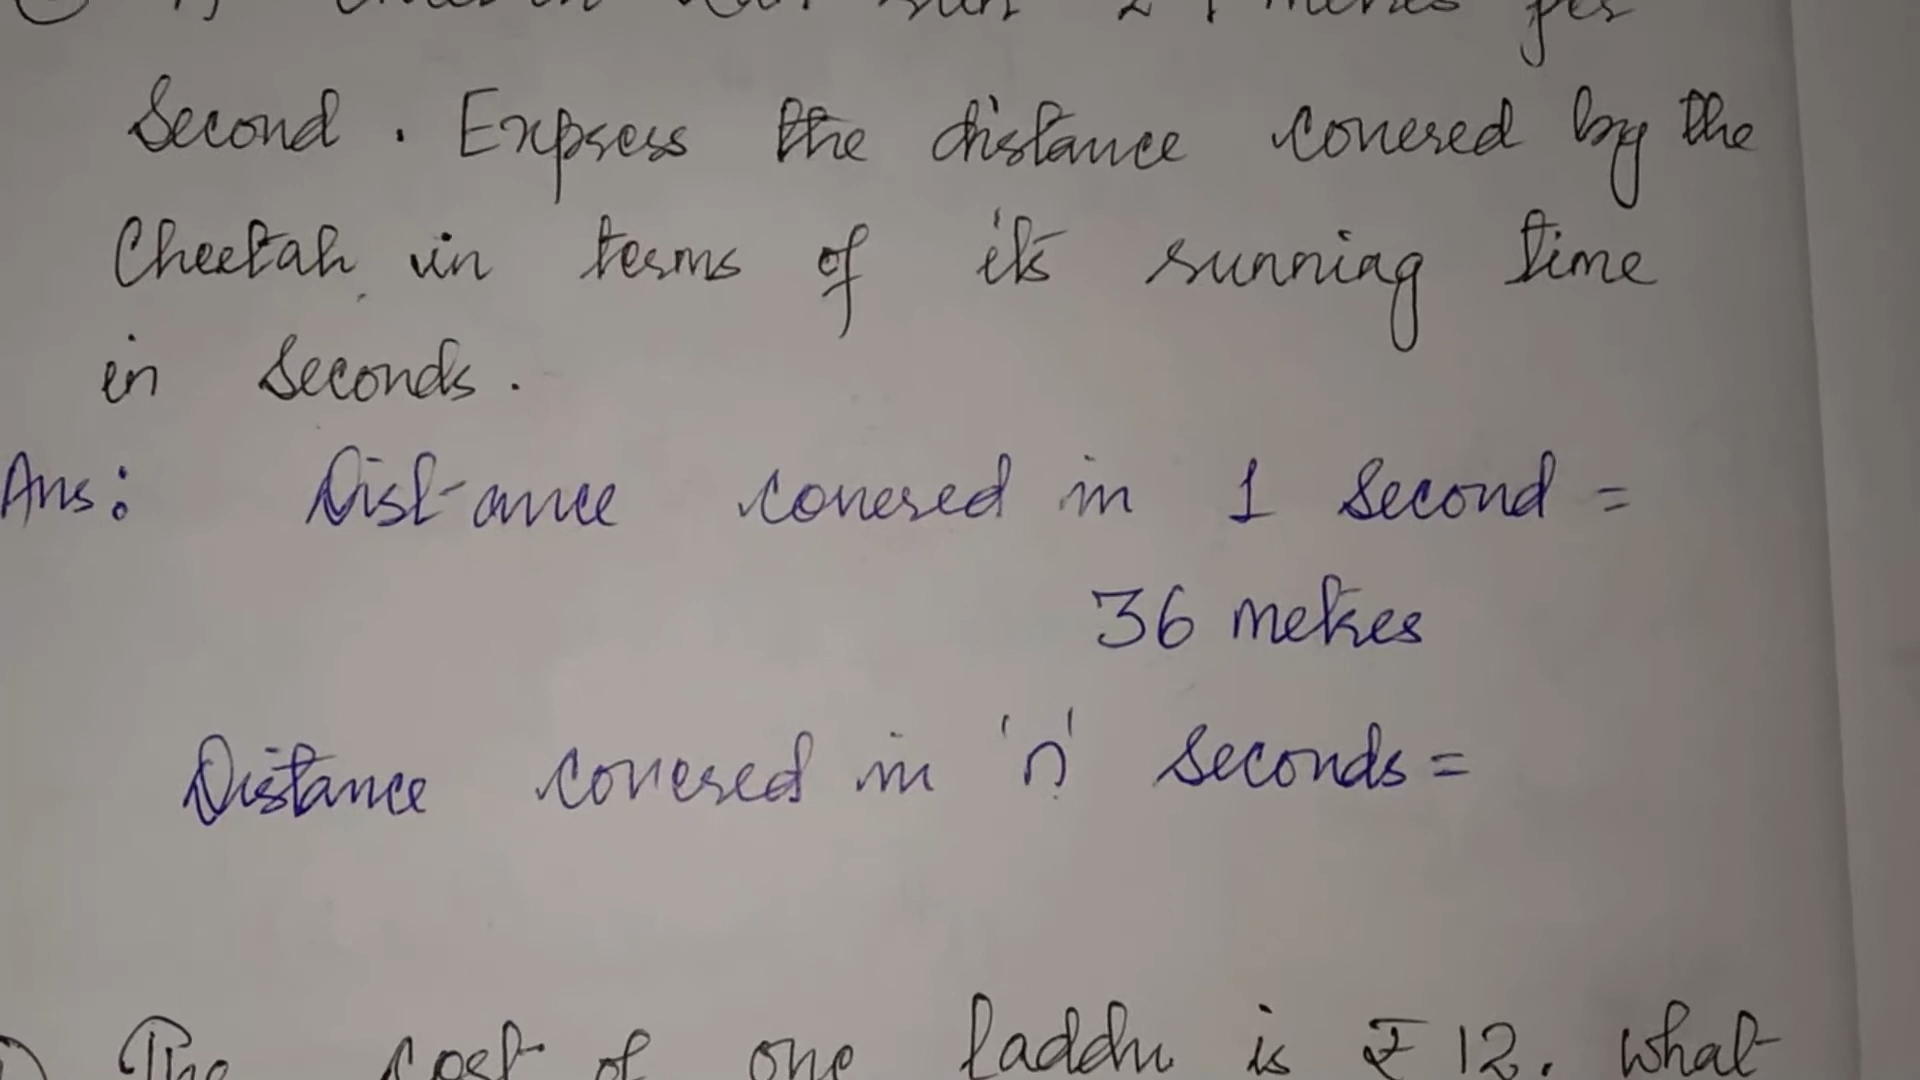 Second. Express the distance covered by the
Cheetah in terms of its running time
in Seconds.
Ans: Distance covered in 1 Second =
36 metres
Distance covered in 'n' Seconds =
The cost of one laddu is ₹ 12. What